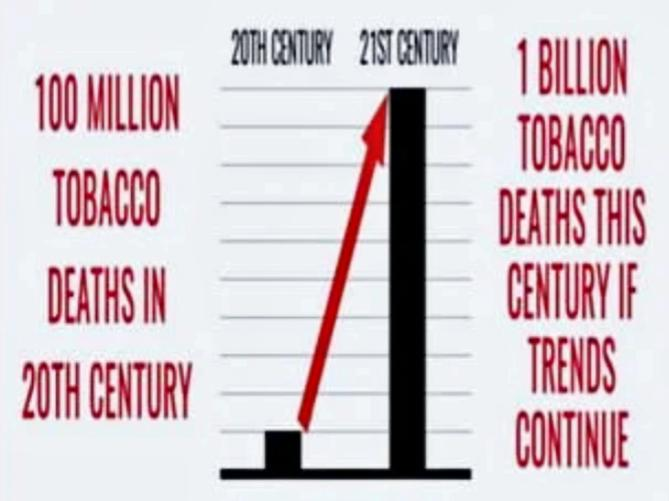 20TH CENTURY 21ST CENTURY
100 MILLION
TOBACCO
DEATHS IN
20TH CENTURY
1 BILLION
TOBACCO
DEATHS THIS
CENTURY IF
TRENDS
CONTINUE